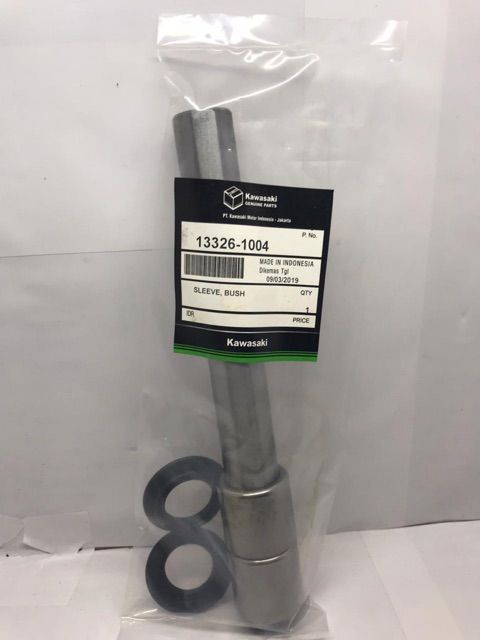 Kawasaki
GENUINE PARTS
PT. Kawasaki Motor Indonesia - Jakarta
P. No.
13326-1004
MADE IN INDONESIA
Dikemas Tgl
09/03/2019
SLEEVE, BUSH
QTY
1
IDR
PRICE
Kawasaki